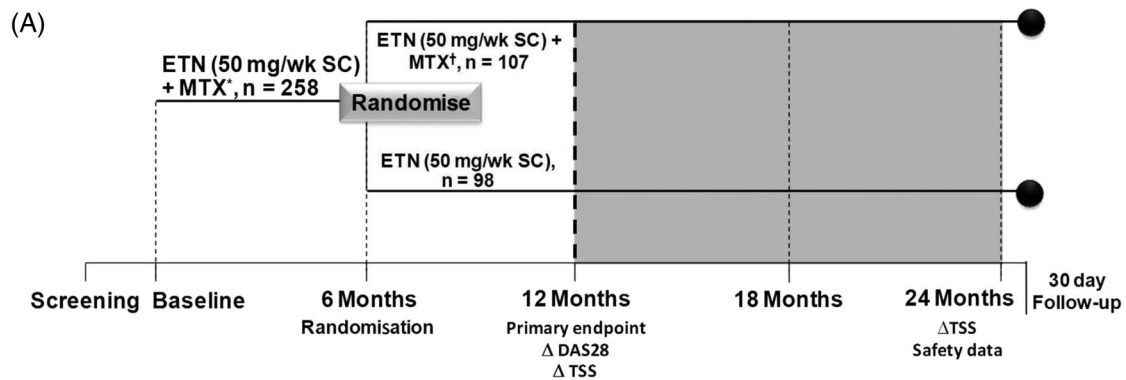 (A)
ETN (50 mg/wk SC)
+ MTX*, n = 258
Randomise
ETN (50 mg/wk SC) +
MTX†, n = 107
ETN (50 mg/wk SC),
n = 98
Screening Baseline
6 Months
Randomisation
12 Months
Primary endpoint
Δ DAS28
Δ TSS
18 Months
24 Months
ΔTSS
Safety data
30 day
Follow-up